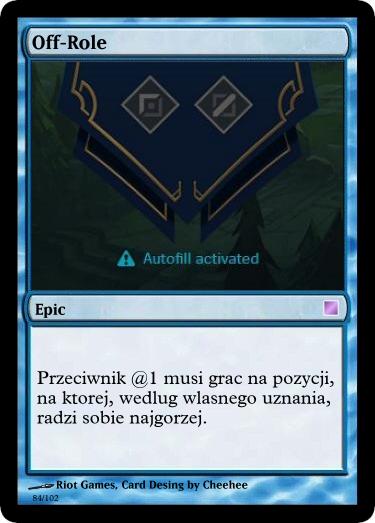 Off-Role
Autofill activated
Epic
Przeciwnik @1 musi grac na pozycji,
na ktorej, wedlug wlasnego uznania,
radzi sobie najgorzej.
Riot Games, Card Desing by Cheehee
84/102